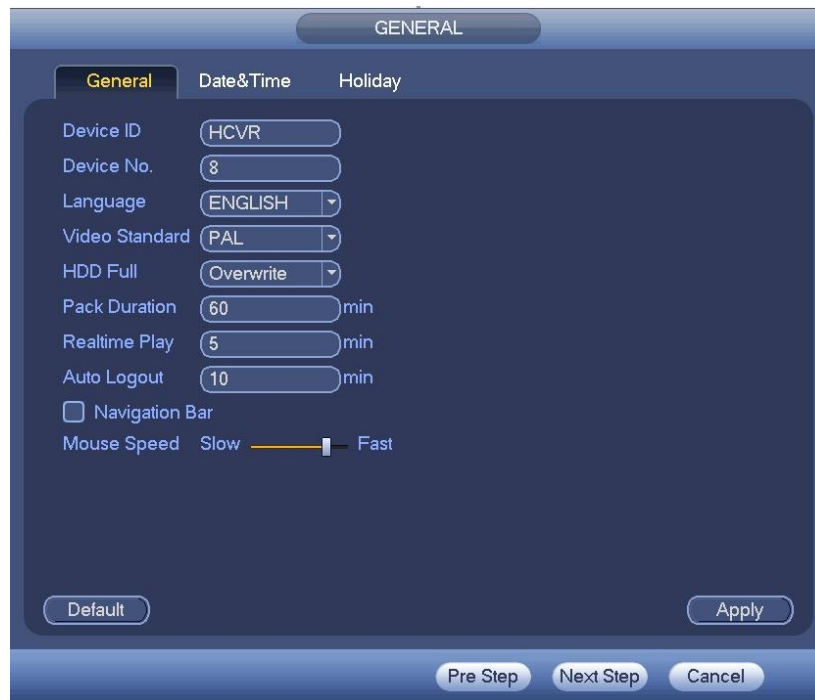 GENERAL
General Date&Time Holiday
Device ID HCVR
Device No. 8
Language ENGLISH
Video Standard PAL
HDD Full Overwrite
Pack Duration 60 min
Realtime Play 5 min
Auto Logout 10 min
Navigation Bar
Mouse Speed Slow Fast
Default Apply
Pre Step Next Step Cancel